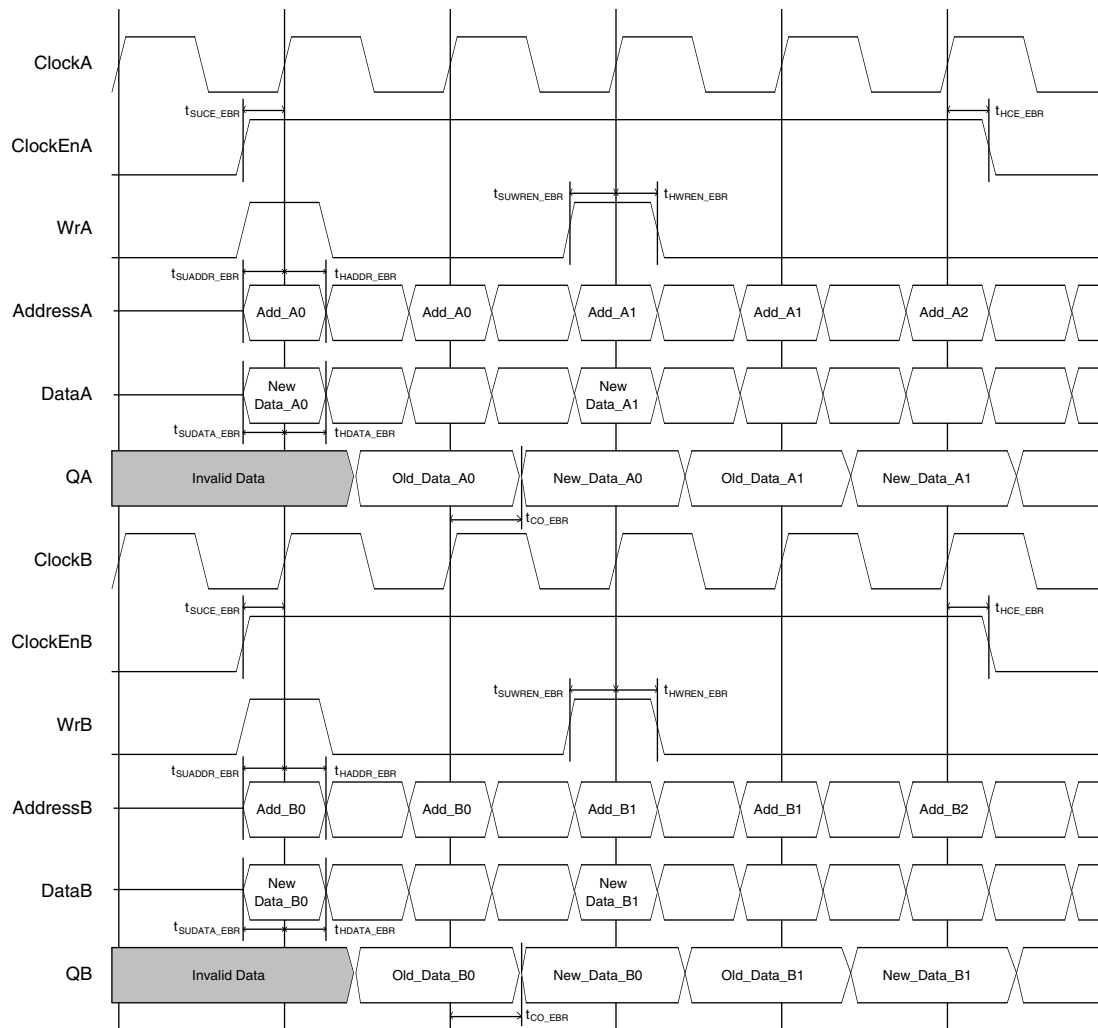 ClockA
tSUCE_EBR
tHCE_EBR
ClockEnA
tSUWREN_EBR
tHWREN_EBR
WrA
tSUADDR_EBR
tHADDR_EBR
AddressA
Add_A0
Add_A0
Add_A1
Add_A1
Add_A2
DataA
New
Data_A0
New
Data_A1
tSUDATA_EBR
tHDATA_EBR
QA
Invalid Data
Old_Data_A0
New_Data_A0
Old_Data_A1
New_Data_A1
tCO_EBR
ClockB
tSUCE_EBR
tHCE_EBR
ClockEnB
tSUWREN_EBR
tHWREN_EBR
WrB
tSUADDR_EBR
tHADDR_EBR
AddressB
Add_B0
Add_B0
Add_B1
Add_B1
Add_B2
DataB
New
Data_B0
New
Data_B1
tSUDATA_EBR
tHDATA_EBR
QB
Invalid Data
Old_Data_B0
New_Data_B0
Old_Data_B1
New_Data_B1
tCO_EBR